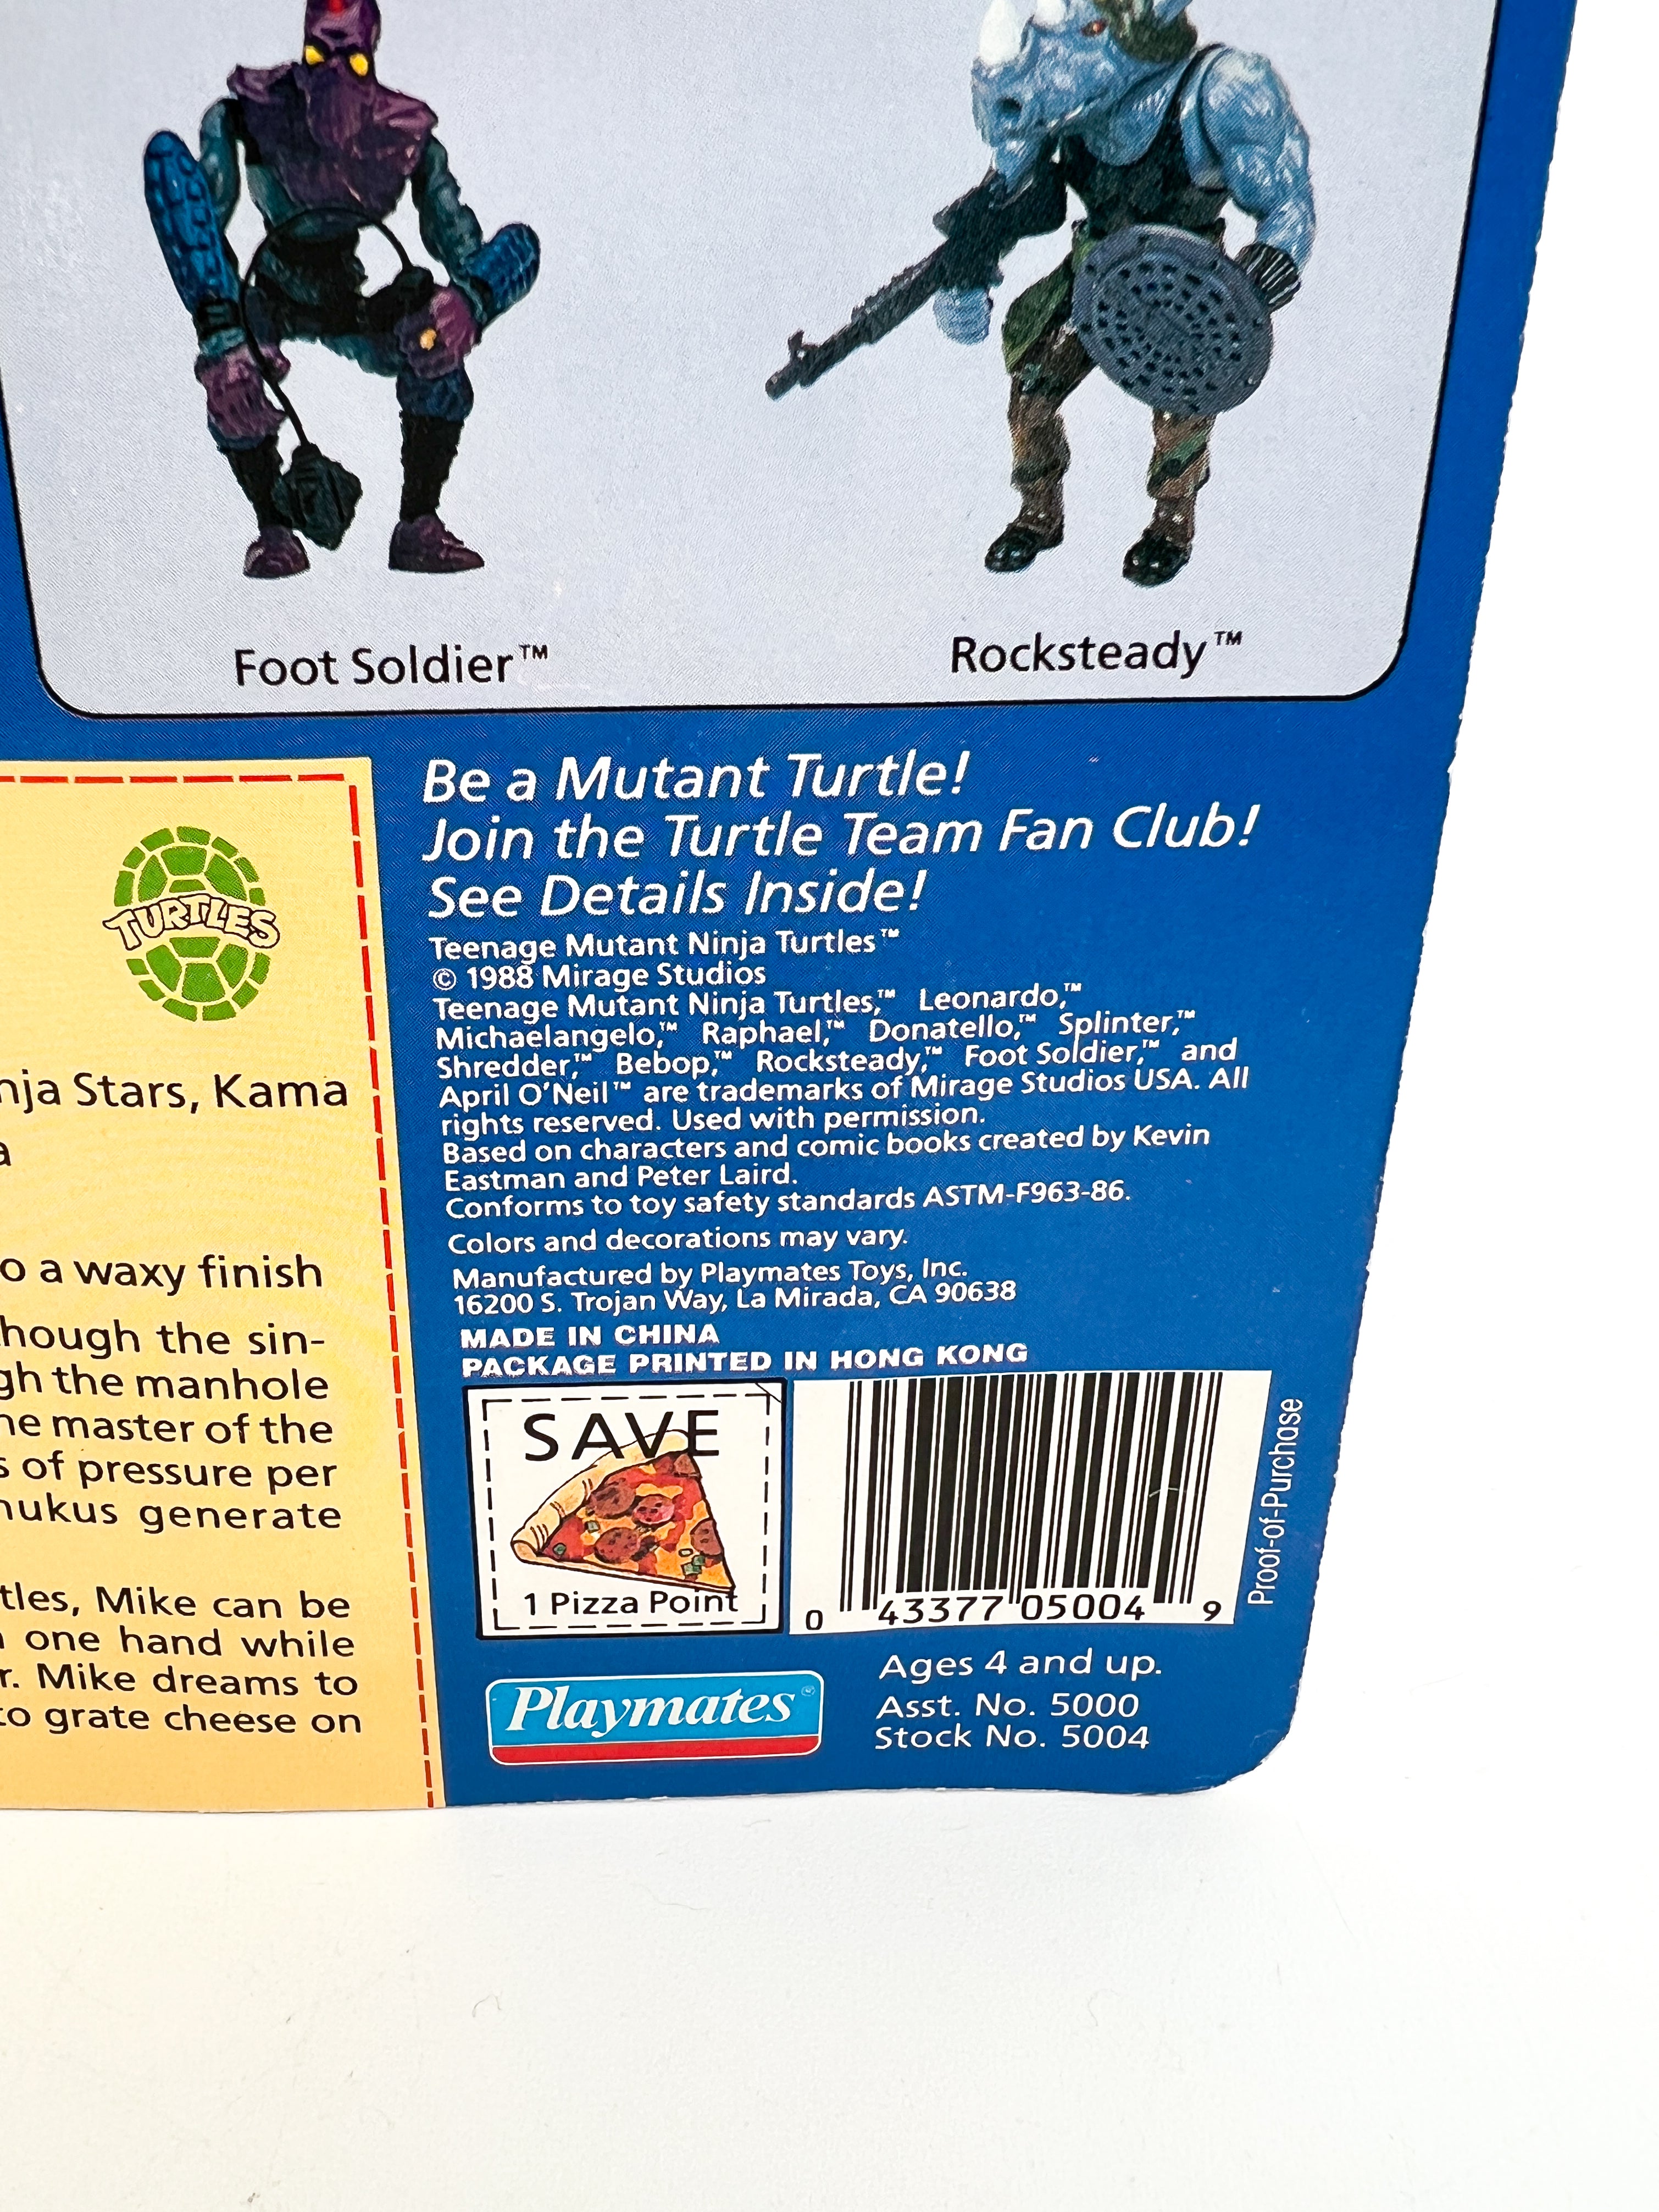 Foot Soldier™
Rocksteady™
TURTLES
nja Stars, Kama
a
o a waxy finish
hough the sin-
gh the manhole
he master of the
s of pressure per
hukus generate
tles, Mike can be
one hand while
r. Mike dreams to
to grate cheese on
Be a Mutant Turtle!
Join the Turtle Team Fan Club!
See Details Inside!
Teenage Mutant Ninja Turtles™
© 1988 Mirage Studios
Teenage Mutant Ninja Turtles,™ Leonardo,™
Michaelangelo,™ Raphael,™ Donatello,™ Splinter,™
Shredder,™ Bebop,™ Rocksteady,™ Foot Soldier,™ and
April O'Neil™ are trademarks of Mirage Studios USA. All
rights reserved. Used with permission.
Based on characters and comic books created by Kevin
Eastman and Peter Laird.
Conforms to toy safety standards ASTM-F963-86.
Colors and decorations may vary.
Manufactured by Playmates Toys, Inc.
16200 S. Trojan Way, La Mirada, CA 90638
MADE IN CHINA
PACKAGE PRINTED IN HONG KONG
SAVE
1 Pizza Point
0 43377 05004 9
Proof-of-Purchase
Playmates®
Ages 4 and up.
Asst. No. 5000
Stock No. 5004